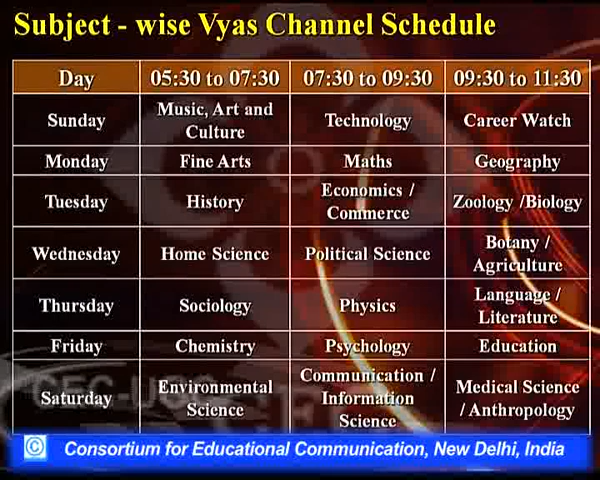 Subject - wise Vyas Channel Schedule
Day 05:30 to 07:30 07:30 to 09:30 09:30 to 11:30
Sunday Music, Art and Culture Technology Career Watch
Monday Fine Arts Maths Geography
Tuesday History Economics / Commerce Zoology /Biology
Wednesday Home Science Political Science Botany / Agriculture
Thursday Sociology Physics Language / Literature
Friday Chemistry Psychology Education
Saturday Environmental Science Communication / Information Science Medical Science / Anthropology
© Consortium for Educational Communication, New Delhi, India